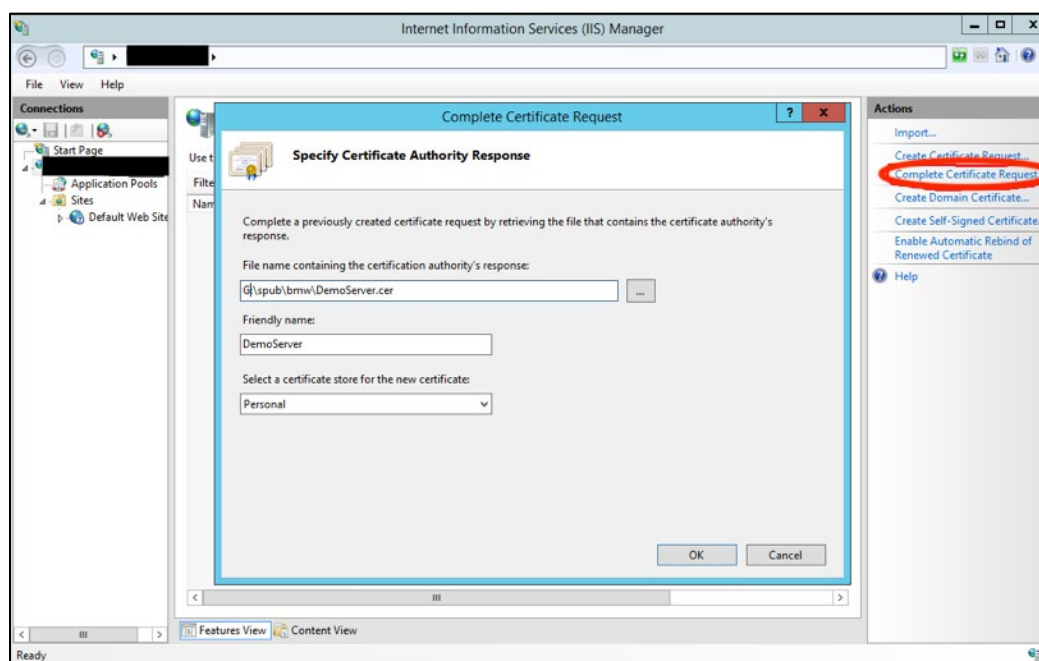 Internet Information Services (IIS) Manager
File View Help
Connections
Start Page
Application Pools
Sites
Default Web Site
Use t
Filte
Nam
Complete Certificate Request
? x
Specify Certificate Authority Response
Complete a previously created certificate request by retrieving the file that contains the certificate authority's
response.
File name containing the certification authority's response:
G\spub\bmw\DemoServer.cer
...
Friendly name:
DemoServer
Select a certificate store for the new certificate:
Personal
OK Cancel
Features View Content View
Actions
Import...
Create Certificate Request...
Complete Certificate Request
Create Domain Certificate...
Create Self-Signed Certificate.
Enable Automatic Rebind of
Renewed Certificate
Help
Ready